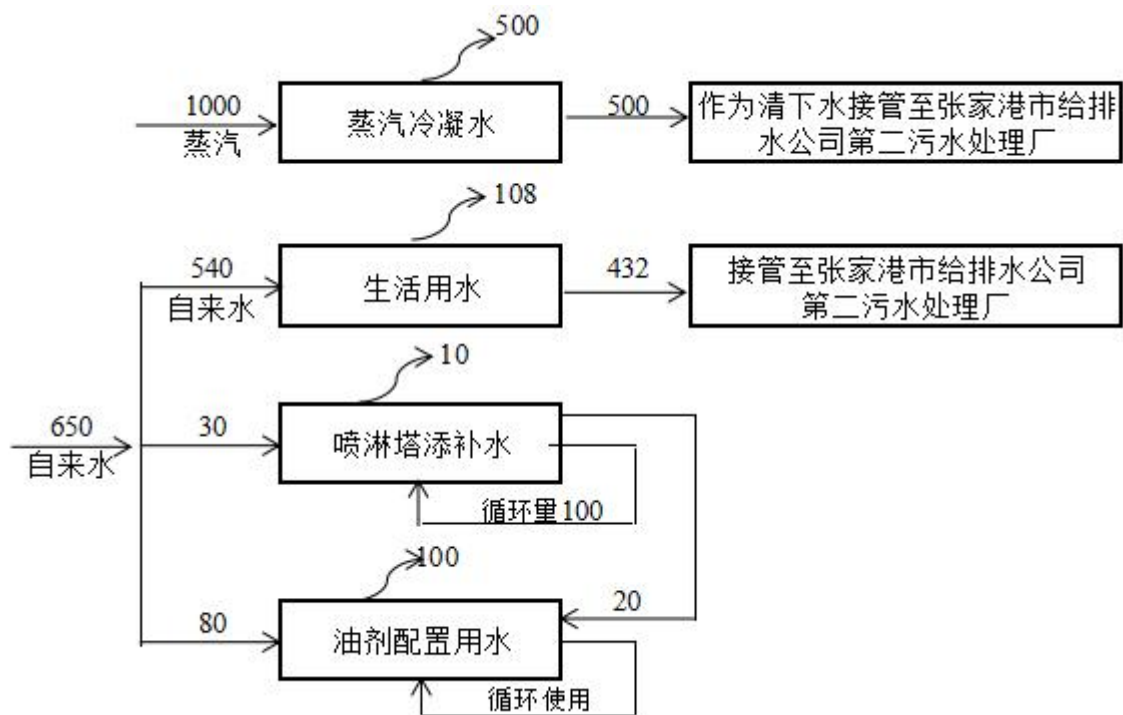 500
1000
蒸汽
蒸汽冷凝水
500
作为清下水接管至张家港市给排
水公司第二污水处理厂
108
540
自来水
生活用水
432
接管至张家港市给排水公司
第二污水处理厂
10
650
自来水
30
喷淋塔添补水
循环量100
100
80
油剂配置用水
20
循环使用